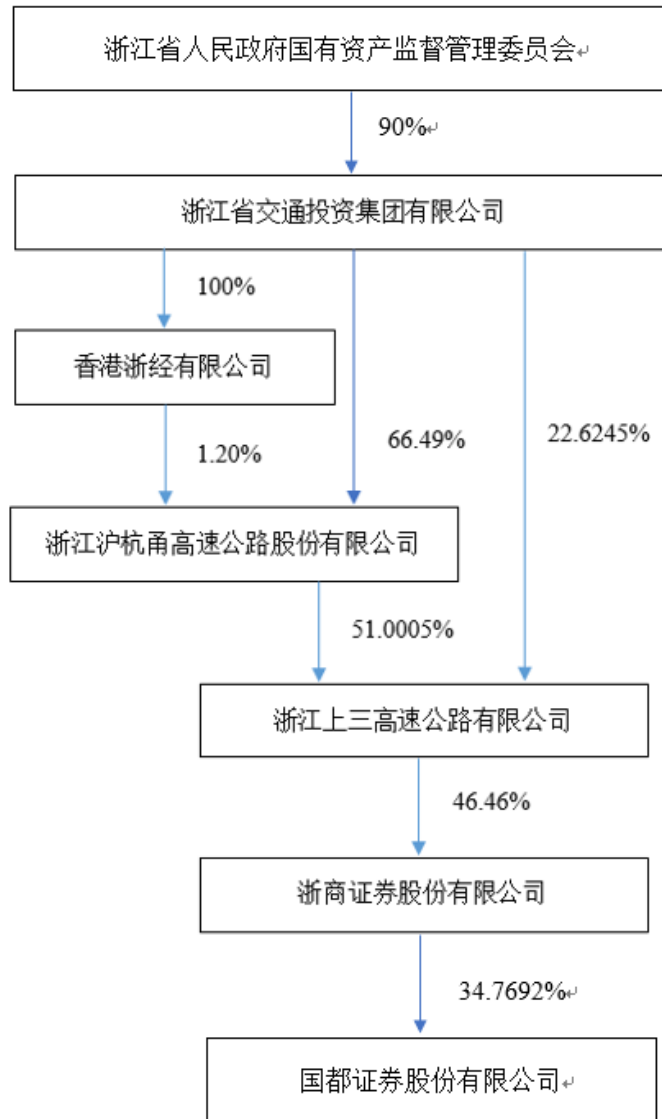 浙江省人民政府国有资产监督管理委员会↵
90%↵
浙江省交通投资集团有限公司
100%
香港浙经有限公司
1.20%
66.49%
22.6245%
浙江沪杭甬高速公路股份有限公司
51.0005%
浙江上三高速公路有限公司
46.46%
浙商证券股份有限公司
34.7692%↵
国都证券股份有限公司↵